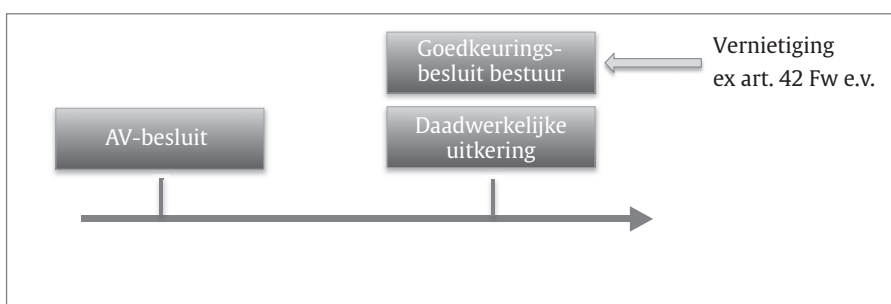 Goedkeurings-
besluit bestuur
Vernietiging
ex art. 42 Fw e.v.
AV-besluit
Daadwerkelijke
uitkering